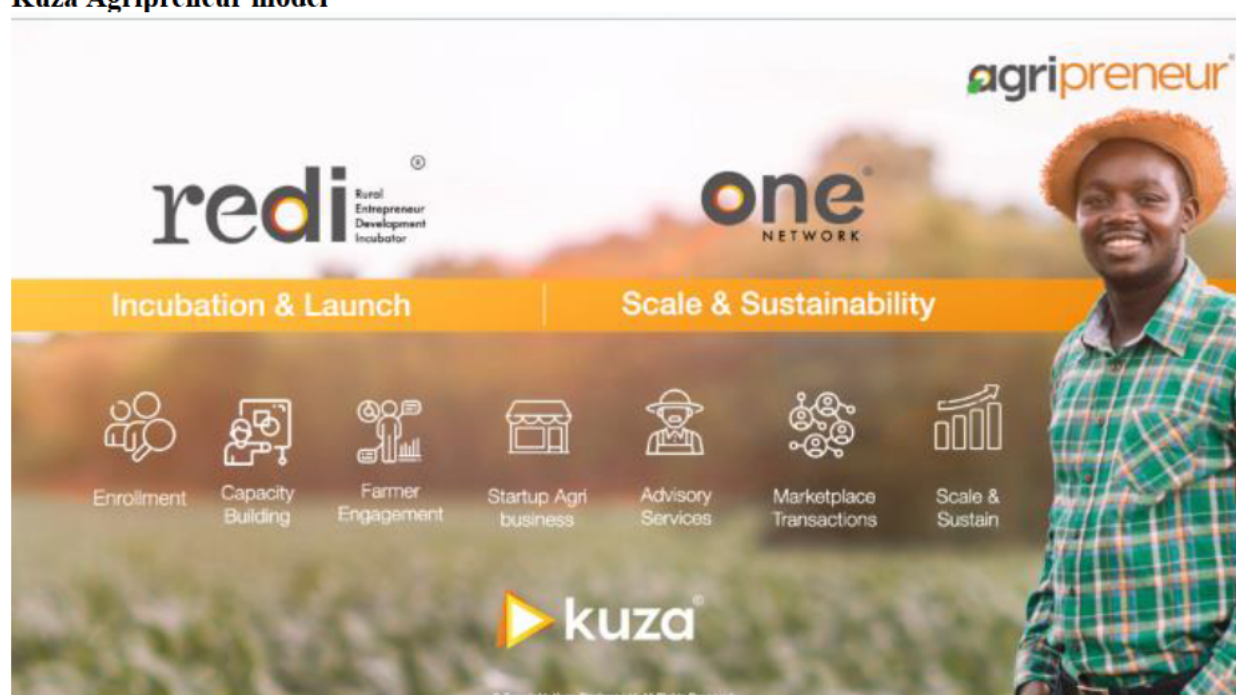 Kuza Agripreneur model
agripreneur®
redi®
Rural
Entrepreneur
Development
Incubator
one®
NETWORK
Incubation & Launch
Scale & Sustainability
Enrollment
Capacity
Building
Farmer
Engagement
Startup Agri
business
Advisory
Services
Marketplace
Transactions
Scale &
Sustain
kuza®